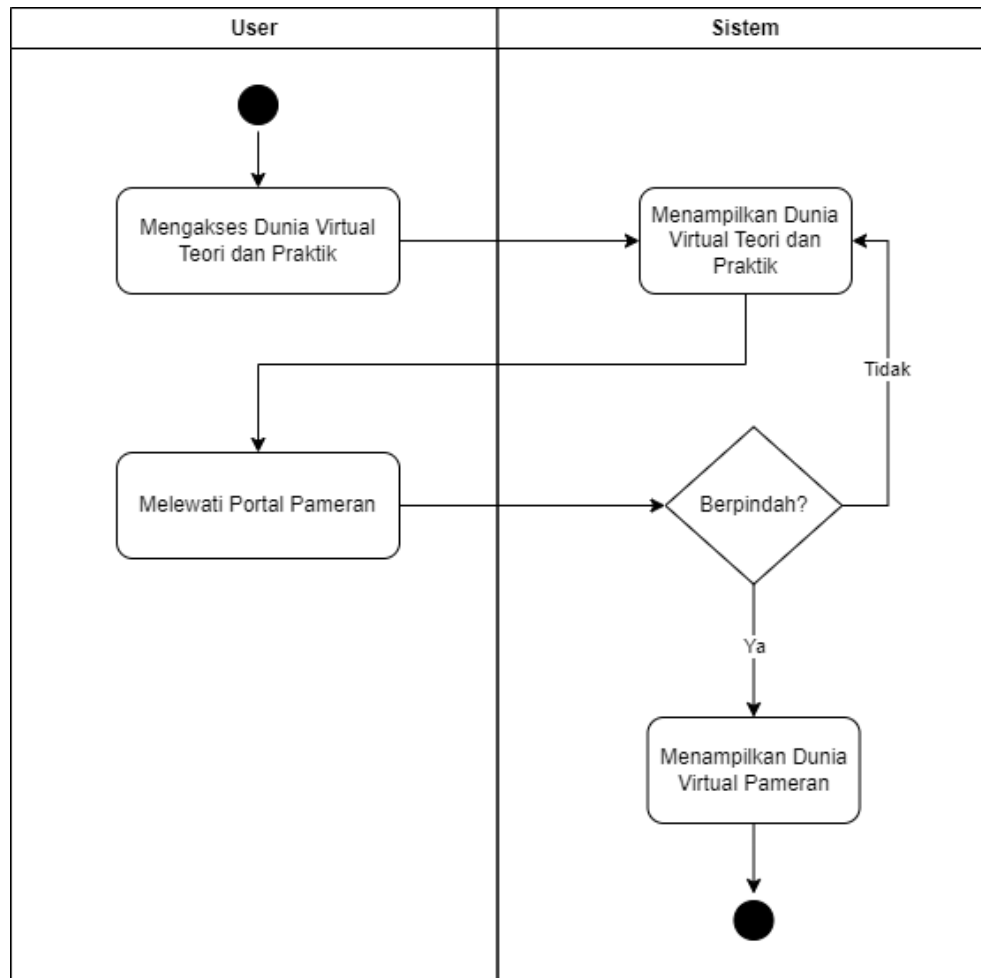 User
Sistem
Mengakses Dunia Virtual
Teori dan Praktik
Menampilkan Dunia
Virtual Teori dan
Praktik
Tidak
Melewati Portal Pameran
Berpindah?
Ya
Menampilkan Dunia
Virtual Pameran